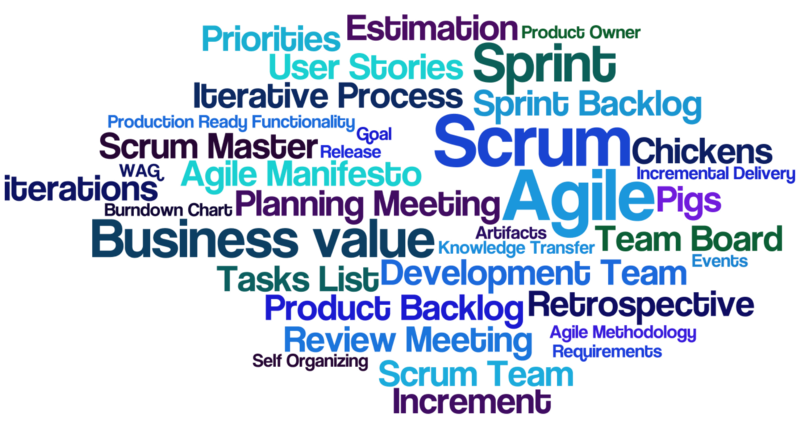 Estimation
Product Owner
Priorities
User Stories
Sprint
Iterative Process
Sprint Backlog
Production Ready Functionality
Goal
Scrum
Scrum Master
Release
Chickens
WAG
Agile Manifesto
Incremental Delivery
iterations
Agile
Pigs
Burndown Chart
Planning Meeting
Business value
Artifacts
Team Board
Knowledge Transfer
Events
Tasks List
Development Team
Product Backlog
Retrospective
Review Meeting
Agile Methodology
Requirements
Self Organizing
Scrum Team
Increment